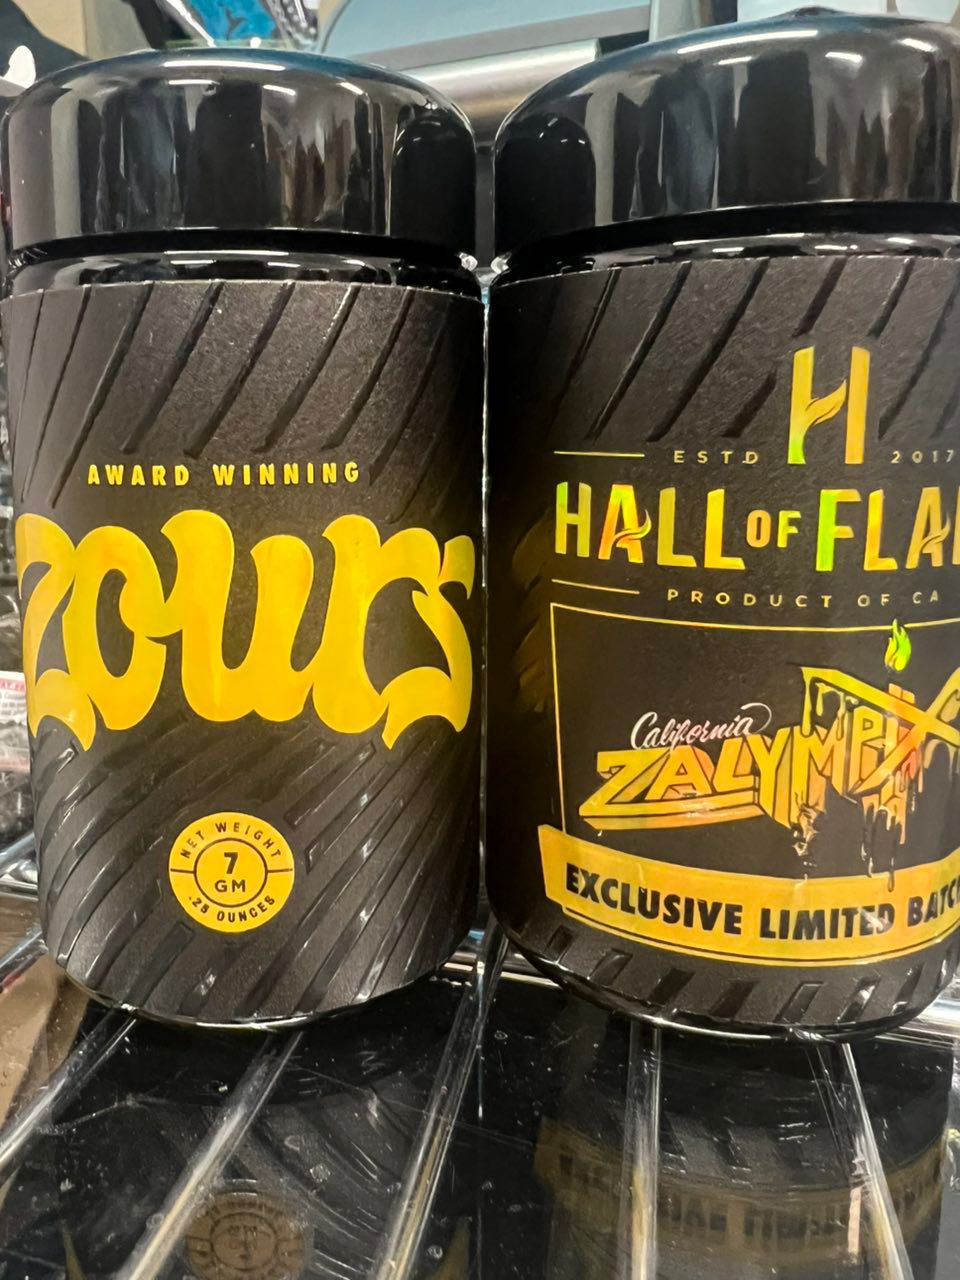 AWARD WINNING
zours
NET WEIGHT
7
GM
.25 OUNCES
H
ESTD 2017
HALL OF FLA
PRODUCT OF CA
California
ZALYMPIX
EXCLUSIVE LIMITED BATC